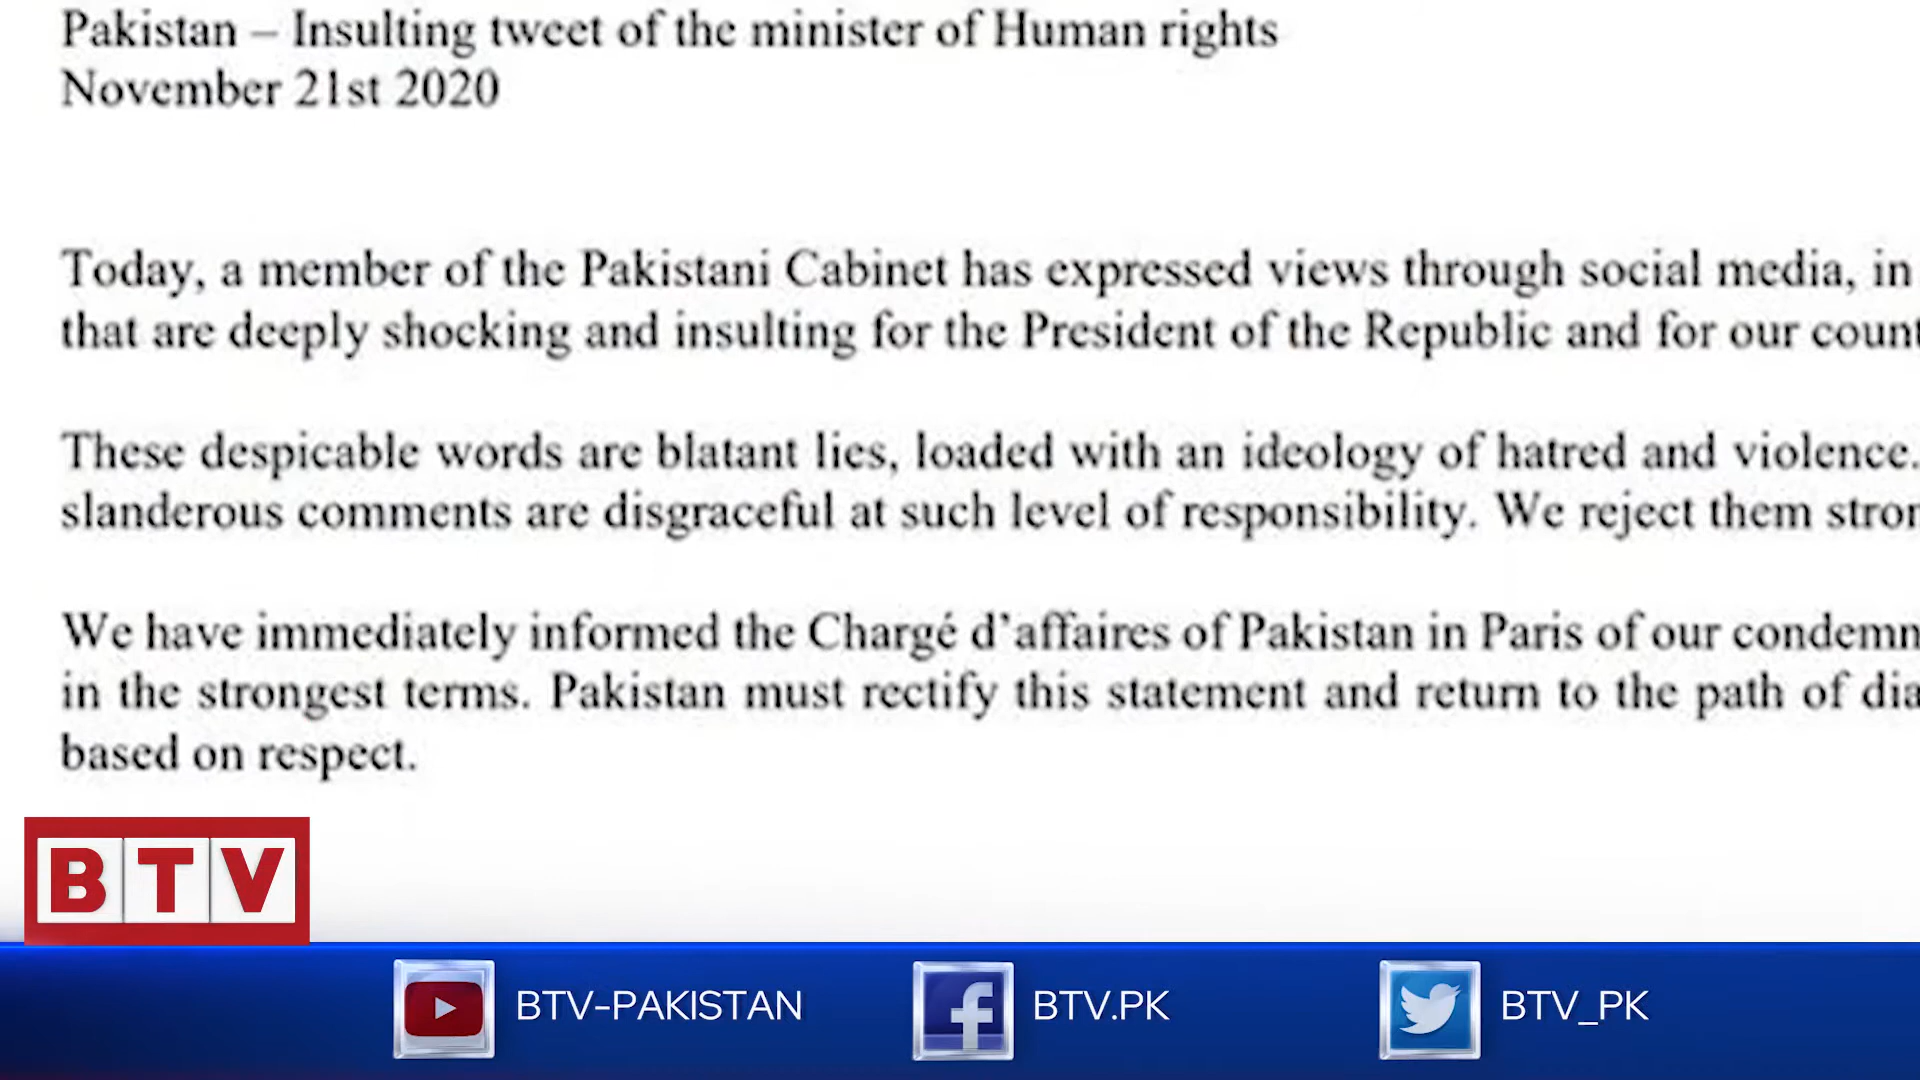 Pakistan – Insulting tweet of the minister of Human rights
November 21st 2020
Today, a member of the Pakistani Cabinet has expressed views through social media, in
that are deeply shocking and insulting for the President of the Republic and for our
These despicable words are blatant lies, loaded with an ideology of hatred and violence.
slanderous comments are disgraceful at such level of responsibility. We reject them
We have immediately informed the Chargé d’affaires of Pakistan in Paris of our
in the strongest terms. Pakistan must rectify this statement and return to the path of
based on respect.
BTV
BTV-PAKISTAN
BTV.PK
BTV_PK